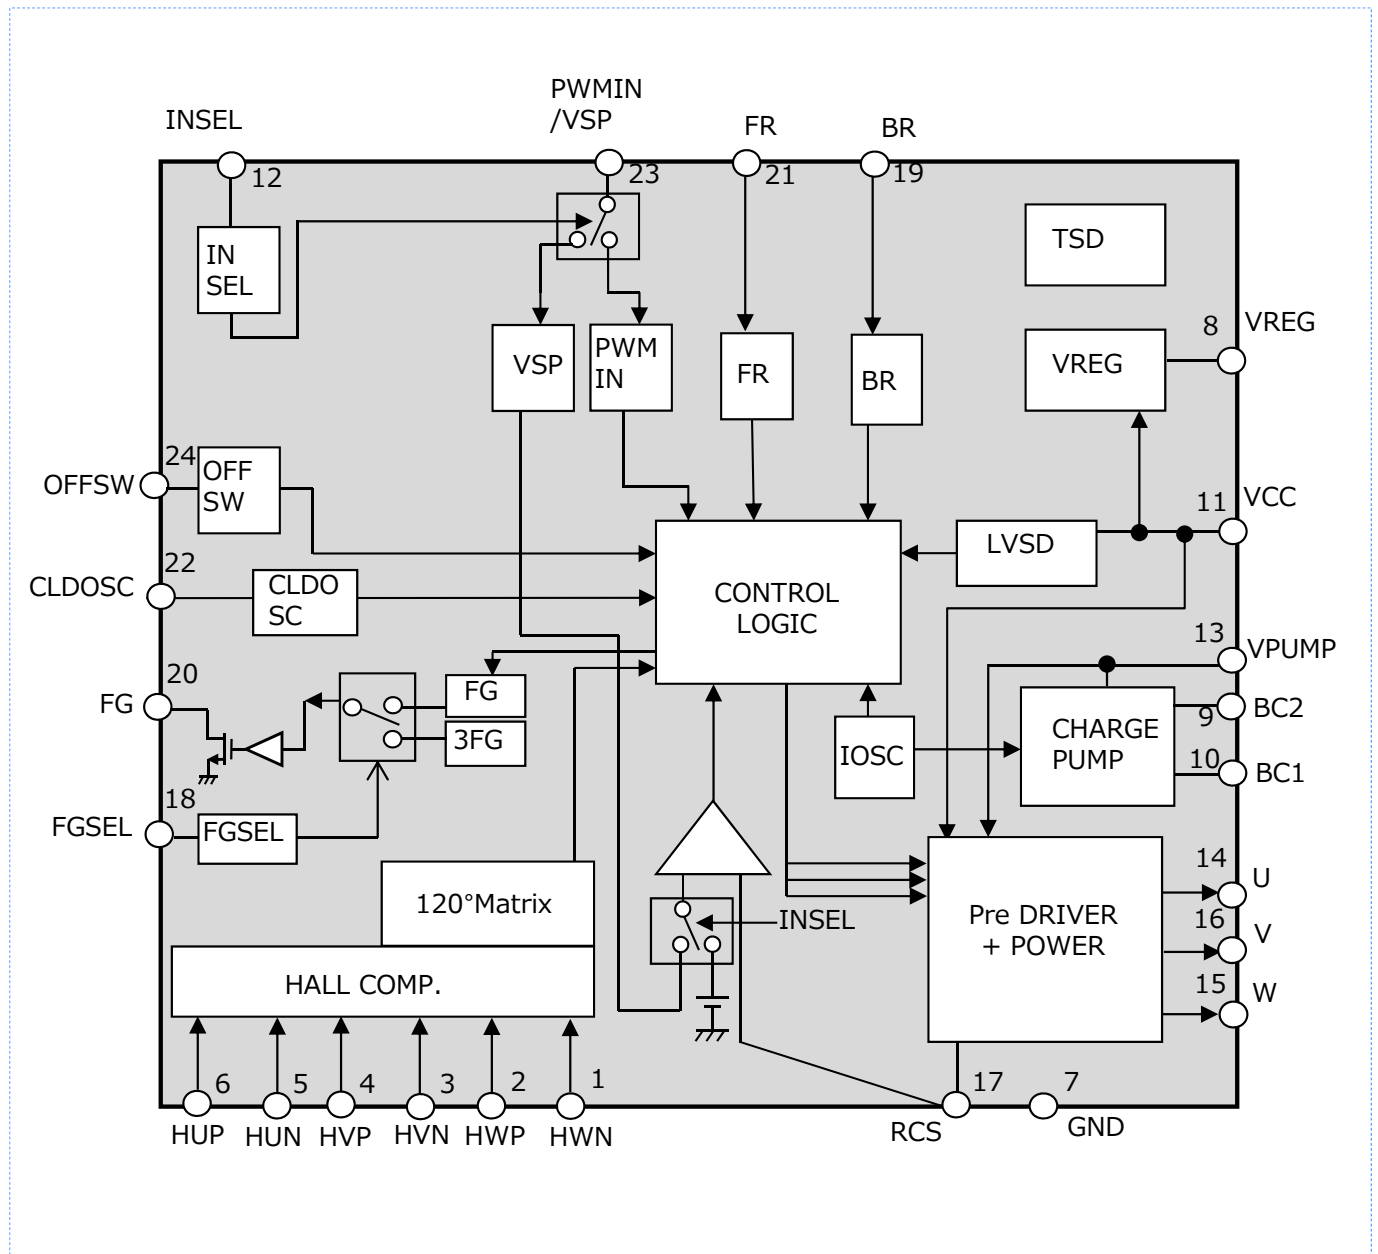 PWMIN
/VSP
INSEL
FR
BR
12
23
21
19
IN
SEL
TSD
8
VREG
VSP
PWM
IN
FR
BR
VREG
24
OFFSW
OFF
SW
11
VCC
22
CLDOSC
CLDO
SC
CONTROL
LOGIC
LVSD
13
VPUMP
20
FG
FG
3FG
IOSC
CHARGE
PUMP
9
BC2
10
BC1
18
FGSEL
FGSEL
120°Matrix
INSEL
Pre DRIVER
+ POWER
14
U
16
V
15
W
HALL COMP.
6
5
4
3
2
1
17
7
HUP
HUN
HVP
HVN
HWP
HWN
RCS
GND